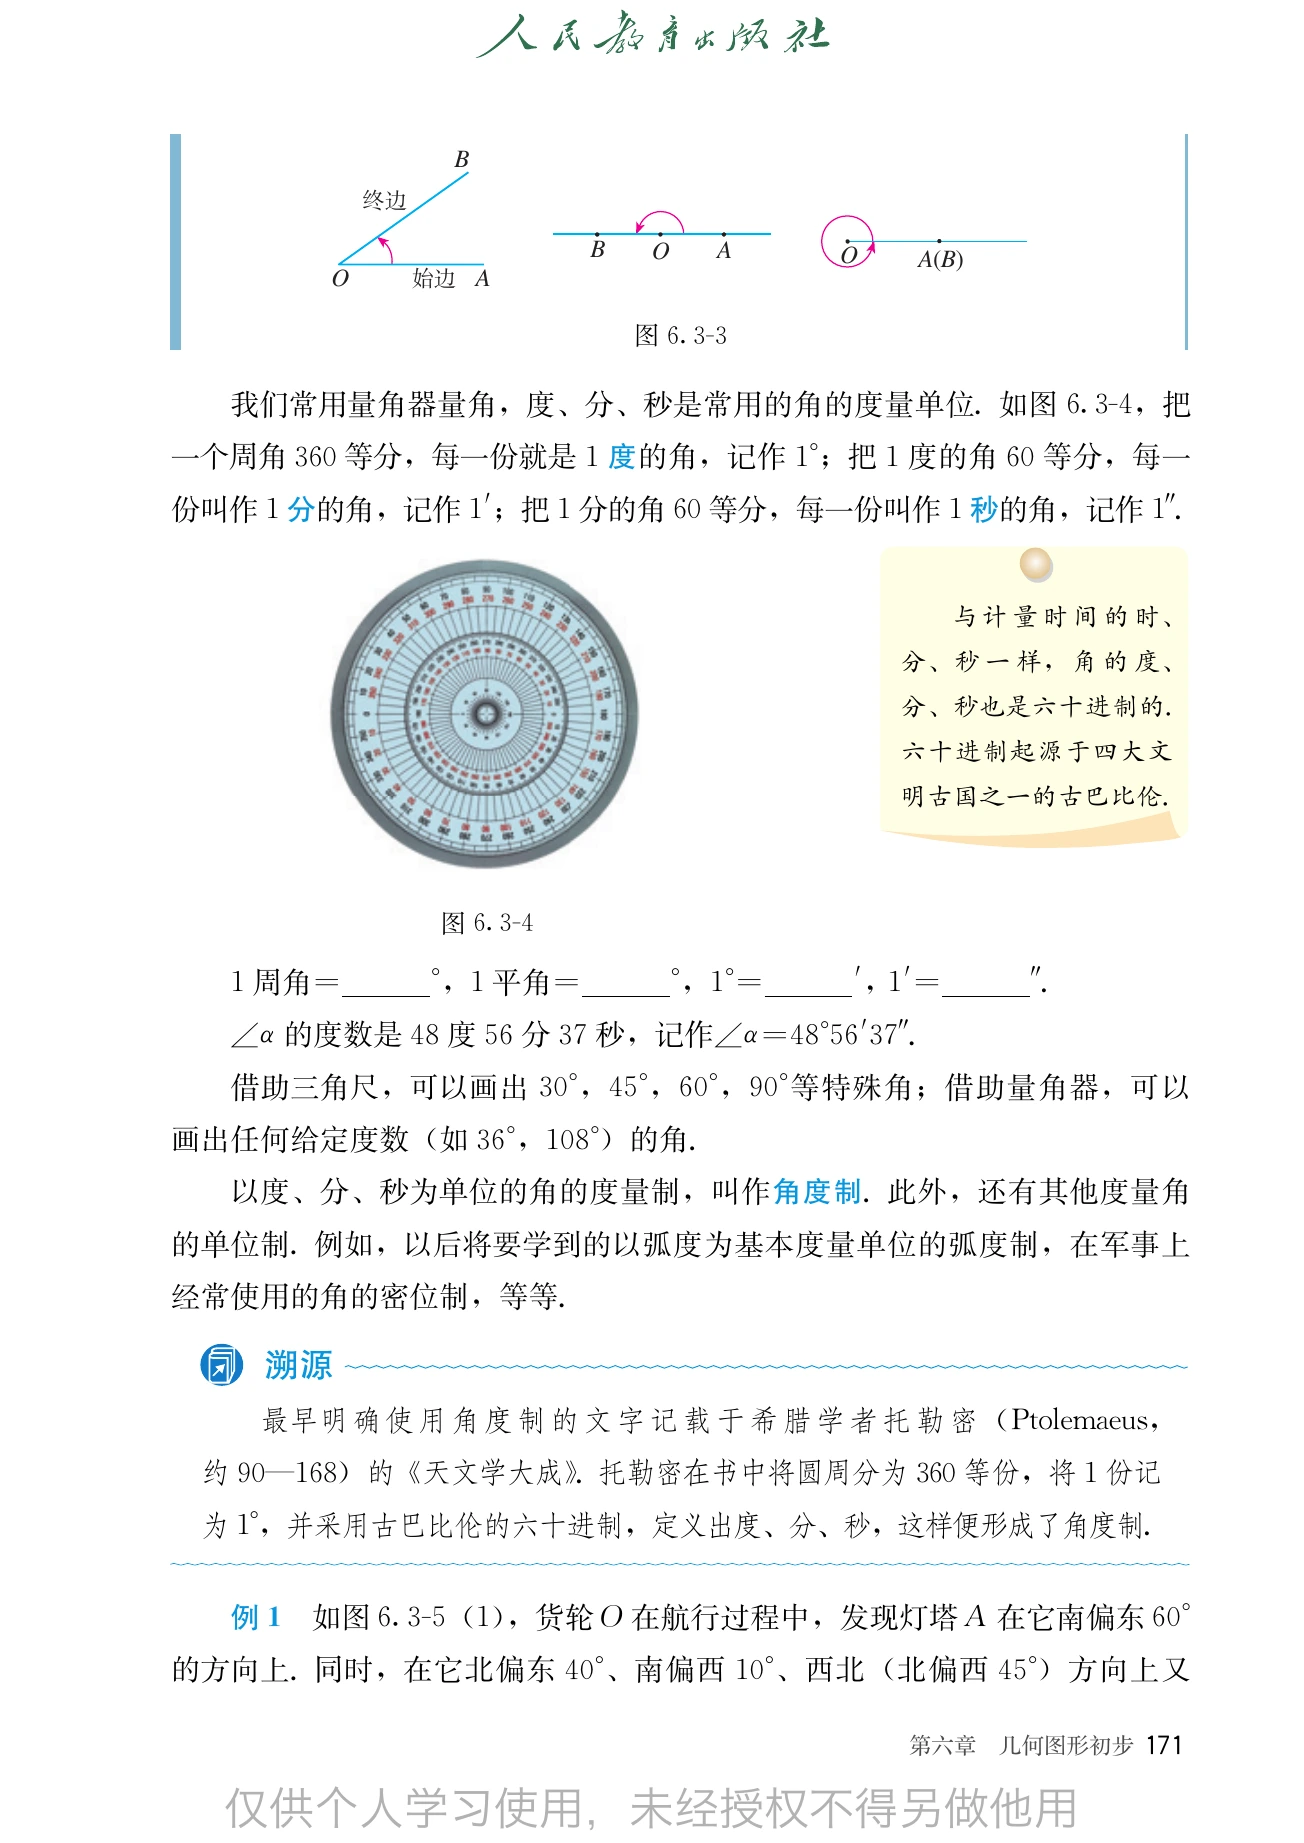 人民教育出版社
B
终边
O 始边 A
B O A
O A(B)
图 6.3-3
我们常用量角器量角，度、分、秒是常用的角的度量单位. 如图 6.3-4，把
一个周角 360 等分，每一份就是 1 度的角，记作 1°；把 1 度的角 60 等分，每一
份叫作 1 分的角，记作 1′；把 1 分的角 60 等分，每一份叫作 1 秒的角，记作 1″.
与计量时间的时、
分、秒一样，角的度、
分、秒也是六十进制的.
六十进制起源于四大文
明古国之一的古巴比伦.
图 6.3-4
1 周角=______°，1 平角=______°，1°=______′，1′=______″.
∠α 的度数是 48 度 56 分 37 秒，记作∠α=48°56′37″.
借助三角尺，可以画出 30°，45°，60°，90°等特殊角；借助量角器，可以
画出任何给定度数（如 36°，108°）的角.
以度、分、秒为单位的角的度量制，叫作角度制. 此外，还有其他度量角
的单位制. 例如，以后将要学到的以弧度为基本度量单位的弧度制，在军事上
经常使用的角的密位制，等等.
溯源
最早明确使用角度制的文字记载于希腊学者托勒密（Ptolemaeus，
约 90—168）的《天文学大成》. 托勒密在书中将圆周分为 360 等份，将 1 份记
为 1°，并采用古巴比伦的六十进制，定义出度、分、秒，这样便形成了角度制.
例 1 如图 6.3-5（1），货轮 O 在航行过程中，发现灯塔 A 在它南偏东 60°
的方向上. 同时，在它北偏东 40°、南偏西 10°、西北（北偏西 45°）方向上又
第六章 几何图形初步 171
仅供个人学习使用，未经授权不得另做他用